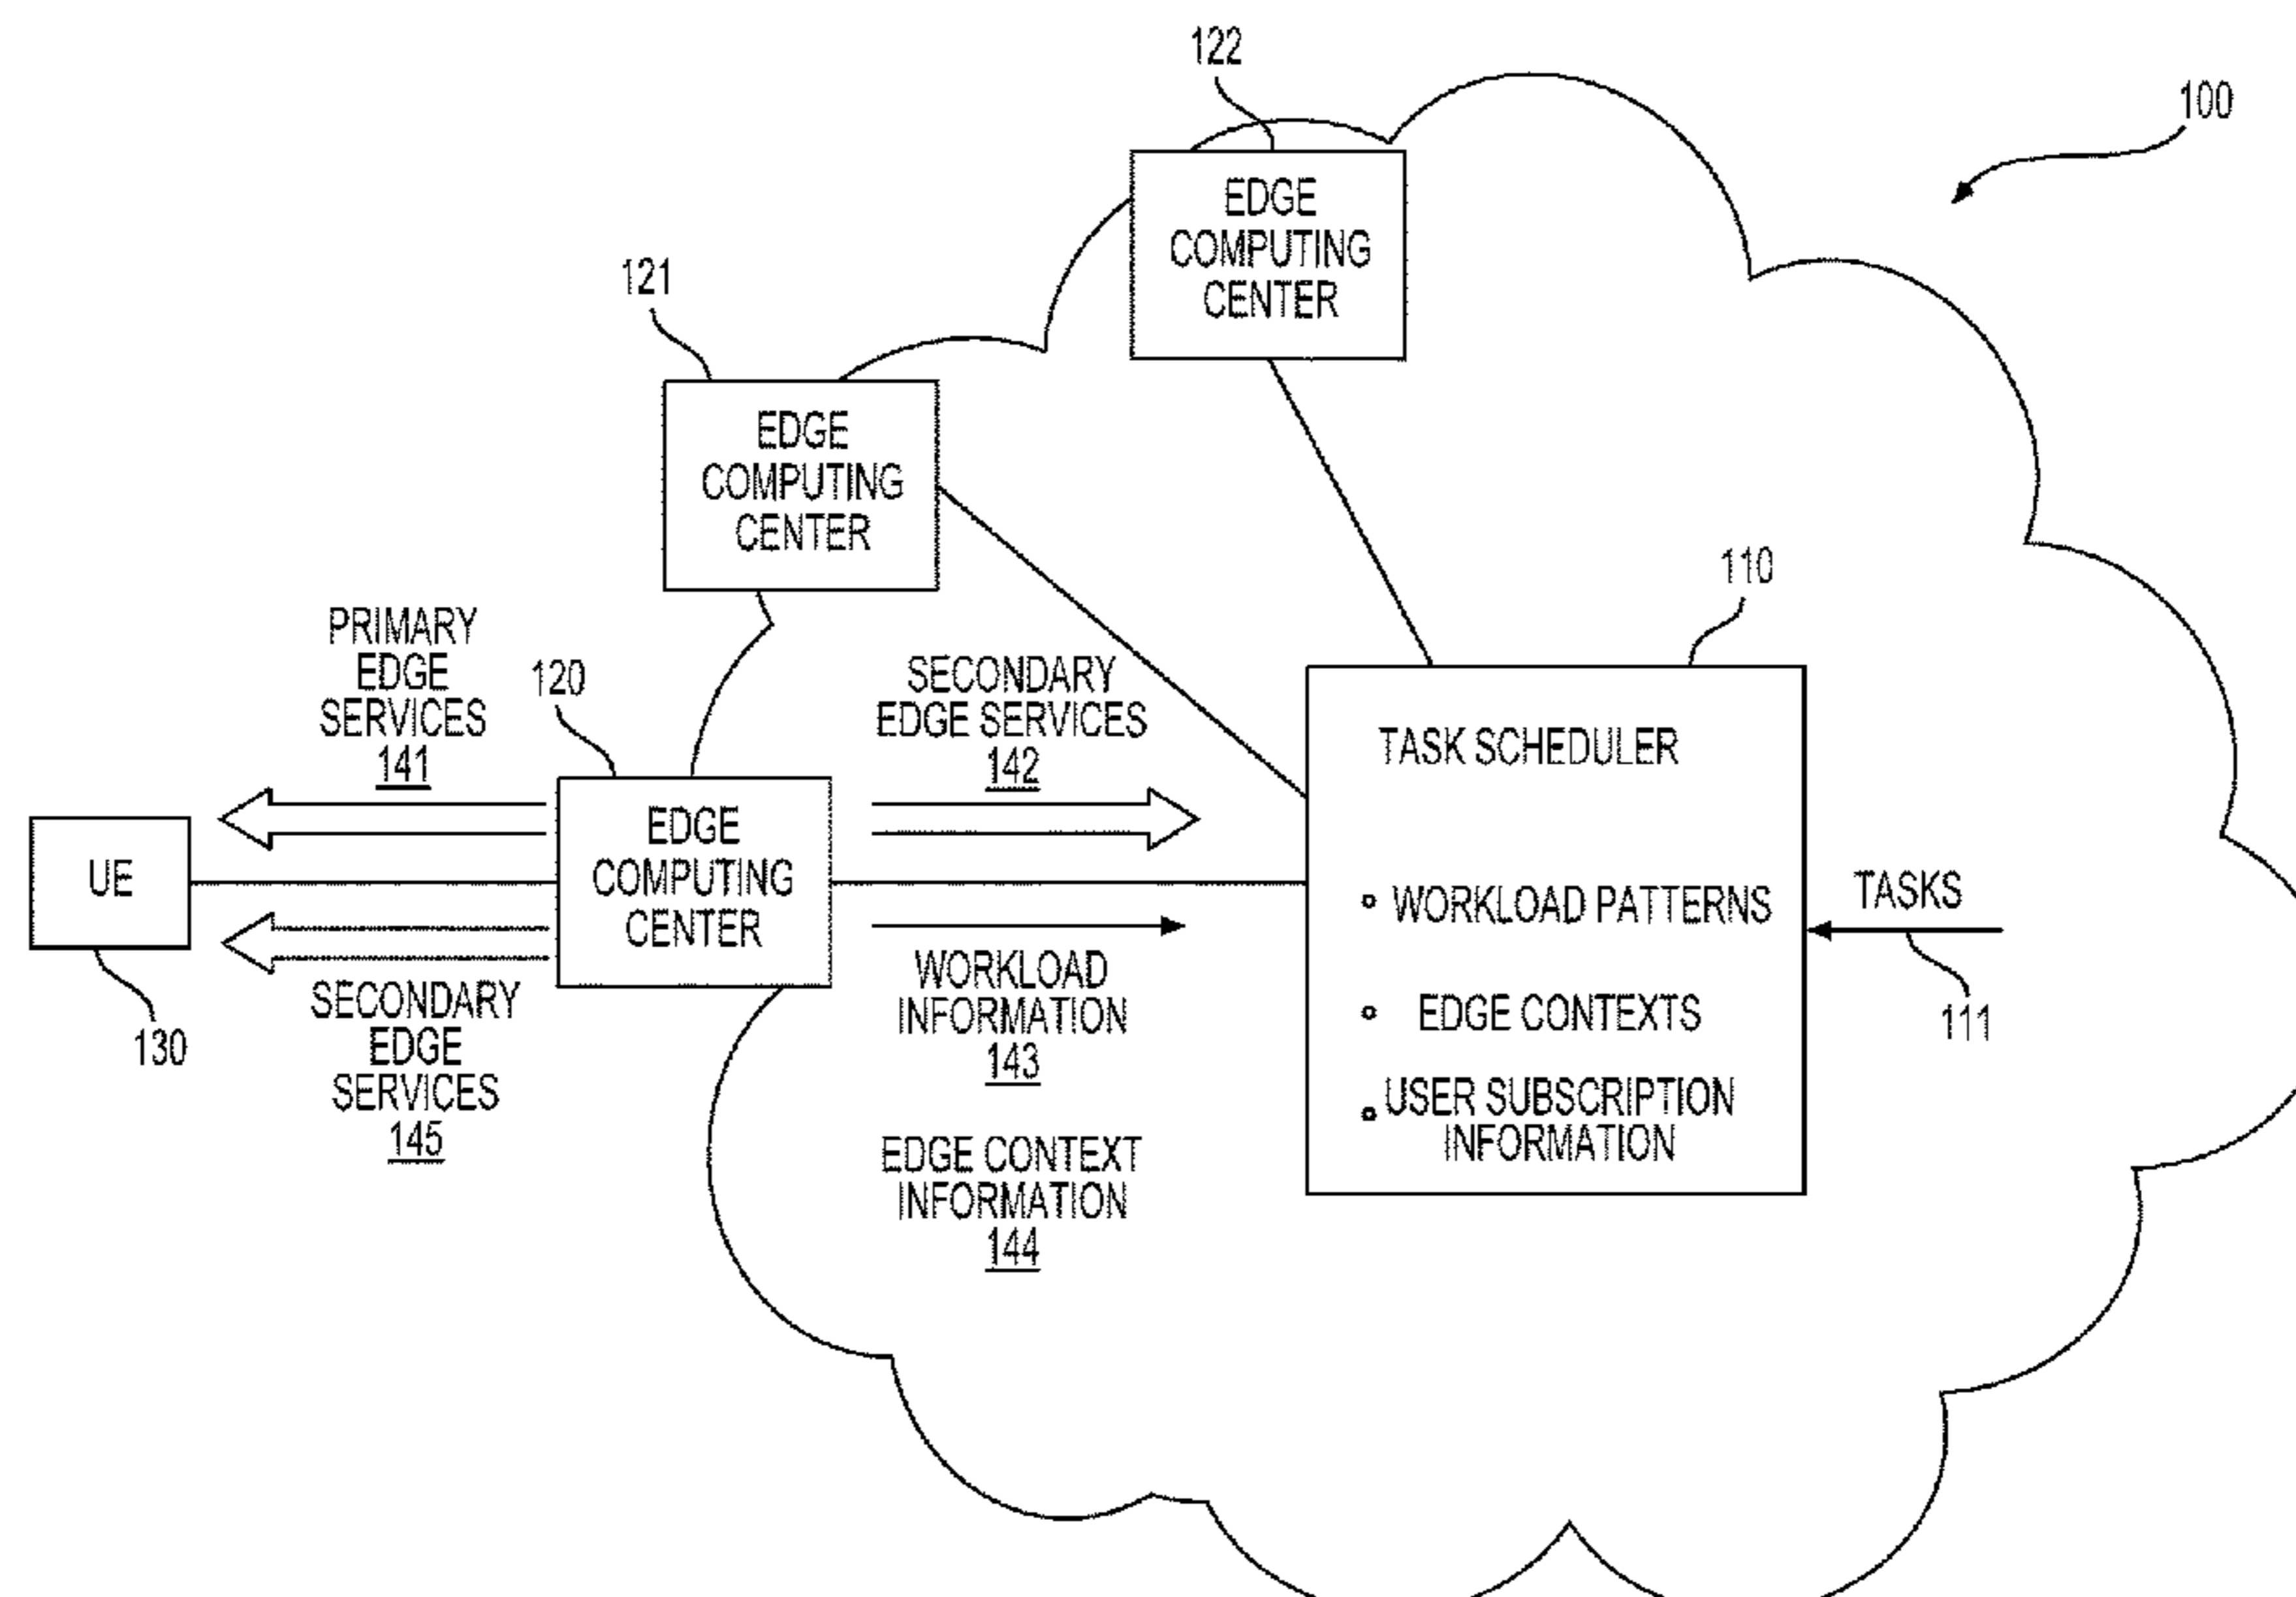 122
100
EDGE
COMPUTING
CENTER
121
EDGE
COMPUTING
CENTER
110
PRIMARY
EDGE
SERVICES
141
120
SECONDARY
EDGE SERVICES
142
TASK SCHEDULER
UE
130
EDGE
COMPUTING
CENTER
WORKLOAD PATTERNS
EDGE CONTEXTS
USER SUBSCRIPTION
INFORMATION
TASKS
111
SECONDARY
EDGE
SERVICES
145
WORKLOAD
INFORMATION
143
EDGE CONTEXT
INFORMATION
144